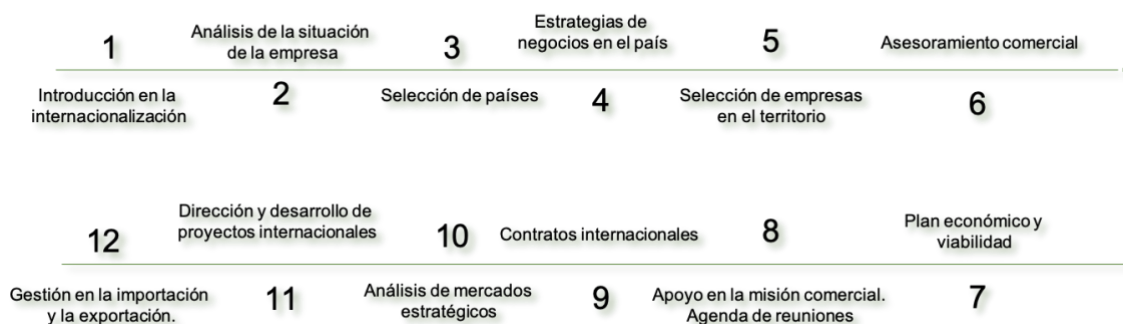 1
Introducción en la
internacionalización
Análisis de la situación
de la empresa
2
3
Selección de países
Estrategias de
negocios en el país
4
5
Selección de empresas
en el territorio
Asesoramiento comercial
6
12
Gestión en la importación
y la exportación.
Dirección y desarrollo de
proyectos internacionales
11
10
Análisis de mercados
estratégicos
Contratos internacionales
9
8
Apoyo en la misión comercial.
Agenda de reuniones
Plan económico y
viabilidad
7